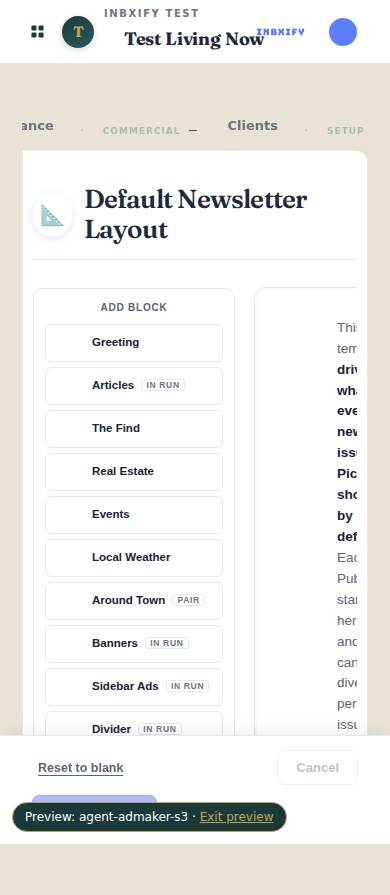 INBXIFY TEST
T
Test Living Now
INBXIFY
ance · COMMERCIAL — Clients · SETUP
Default Newsletter
Layout
ADD BLOCK
Greeting
Articles IN RUN
The Find
Real Estate
Events
Local Weather
Around Town PAIR
Banners IN RUN
Sidebar Ads IN RUN
Divider IN RUN
This
tem
driv
wha
eve
new
issu
Pic
sho
by
def
Eac
Pub
star
her
and
can
dive
per
issu
Reset to blank
Cancel
Preview: agent-admaker-s3 · Exit preview